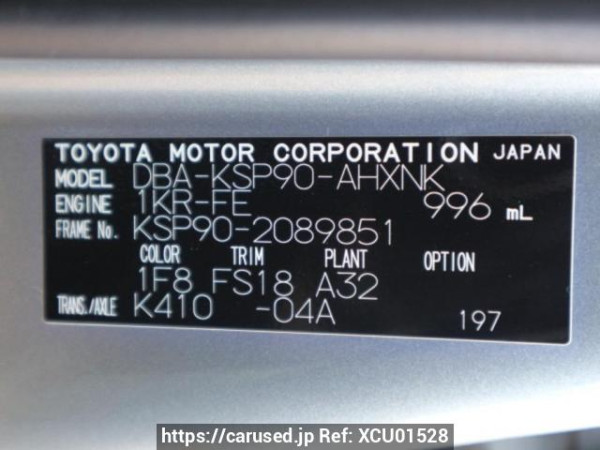 TOYOTA MOTOR CORPORATION JAPAN
MODEL DBA-KSP90-AHXNK
ENGINE 1KR-FE 996 mL
FRAME No. KSP90-2089851
COLOR TRIM PLANT OPTION
1F8 FS18 A32
TRANS./AXLE K410 -04A 197
https://carused.jp Ref: XCU01528